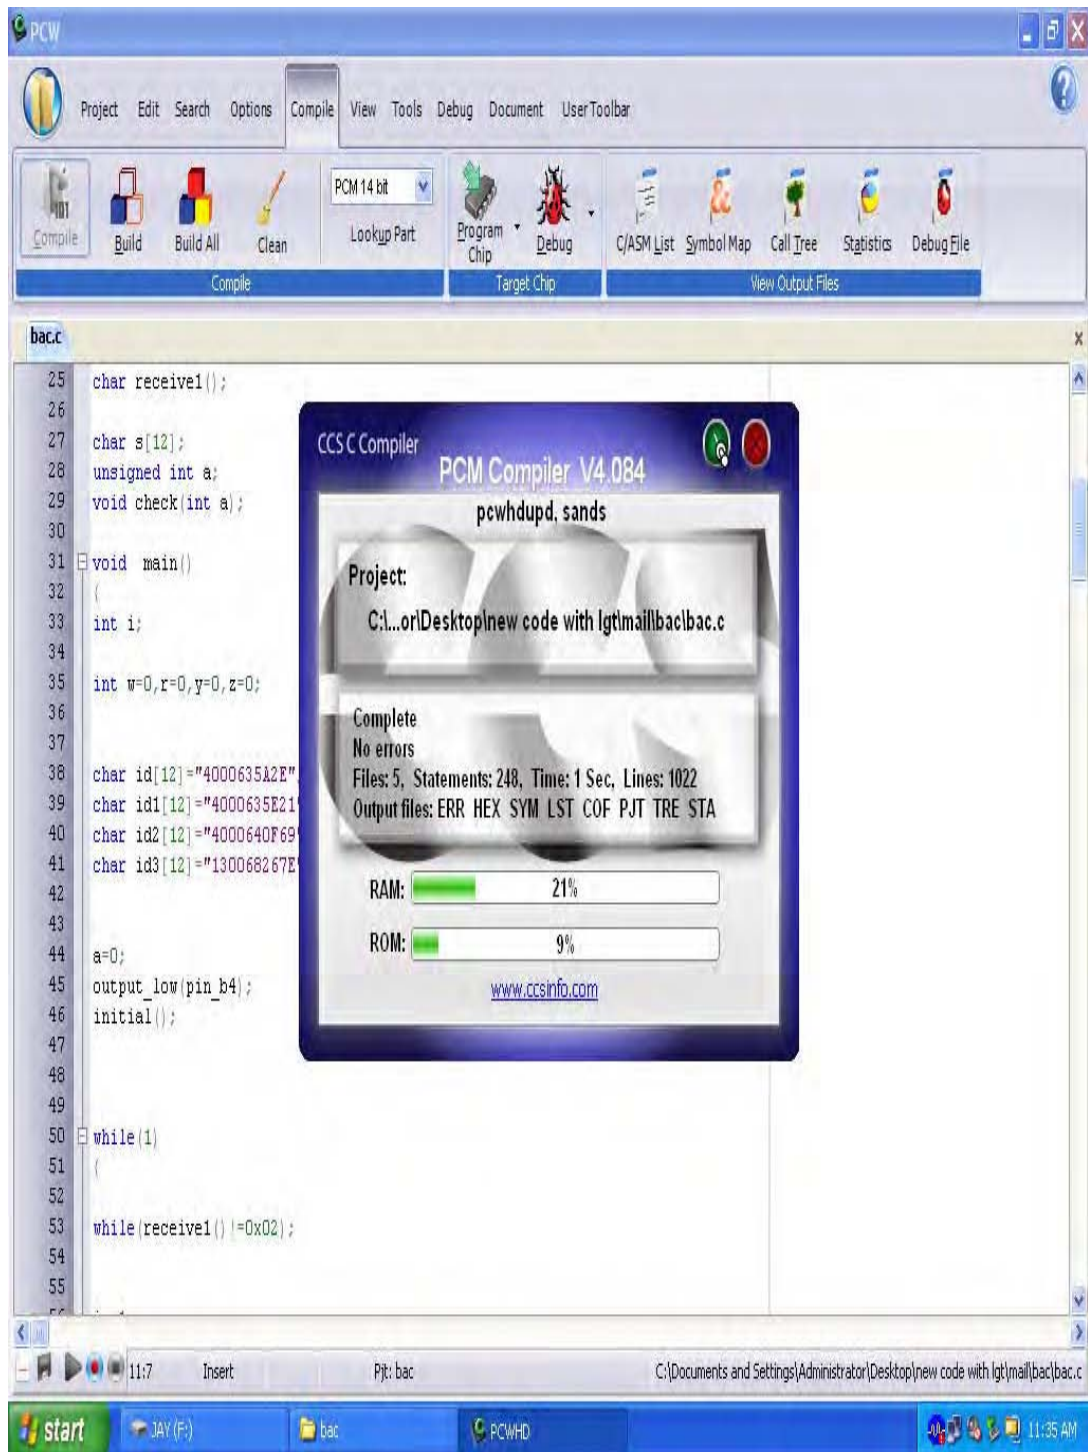 PCW
Project Edit Search Options Compile View Tools Debug Document User Toolbar
Compile Build Build All Clean
PCM 14 bit
Lookup Part
Program Chip Debug
C/ASM List Symbol Map Call Tree Statistics Debug File
Compile Target Chip View Output Files
bac.c
25 char receive1();
26
27 char s[12];
28 unsigned int a;
29 void check(int a);
30
31 void main()
32 {
33 int i;
34
35 int w=0,r=0,y=0,z=0;
36
37
38 char id[12]="4000635A2E"
39 char id1[12]="4000635E21"
40 char id2[12]="4000640F69"
41 char id3[12]="130068267E"
42
43
44 a=0;
45 output_low(pin_b4);
46 initial();
47
48
49
50 while(1)
51 {
52
53 while(receive1()!=0x02);
54
55
CCS C Compiler
PCM Compiler V4.084
pcwhdupd, sands
Project:
C:\...or\Desktop\new code with lgt\mail\bac\bac.c
Complete
No errors
Files: 5, Statements: 248, Time: 1 Sec, Lines: 1022
Output files: ERR HEX SYM LST COF PJT TRE STA
RAM: 21%
ROM: 9%
www.ccsinfo.com
11:7 Insert Pjt: bac C:\Documents and Settings\Administrator\Desktop\new code with lgt\mail\bac\bac.c
start JAY (F:) bac PCWHD 11:35 AM